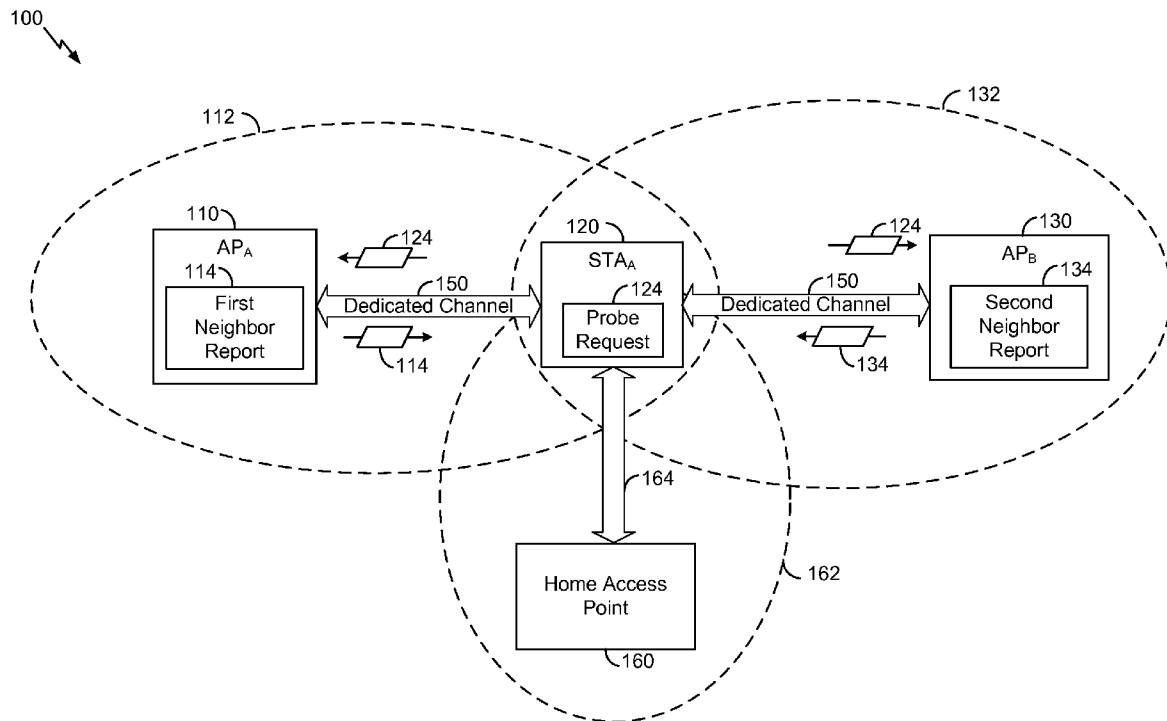 100
112
132
110
AP_A
114
First
Neighbor
Report
124
150
Dedicated Channel
114
120
STA_A
124
Probe
Request
124
150
Dedicated Channel
134
130
AP_B
134
Second
Neighbor
Report
164
Home Access
Point
160
162